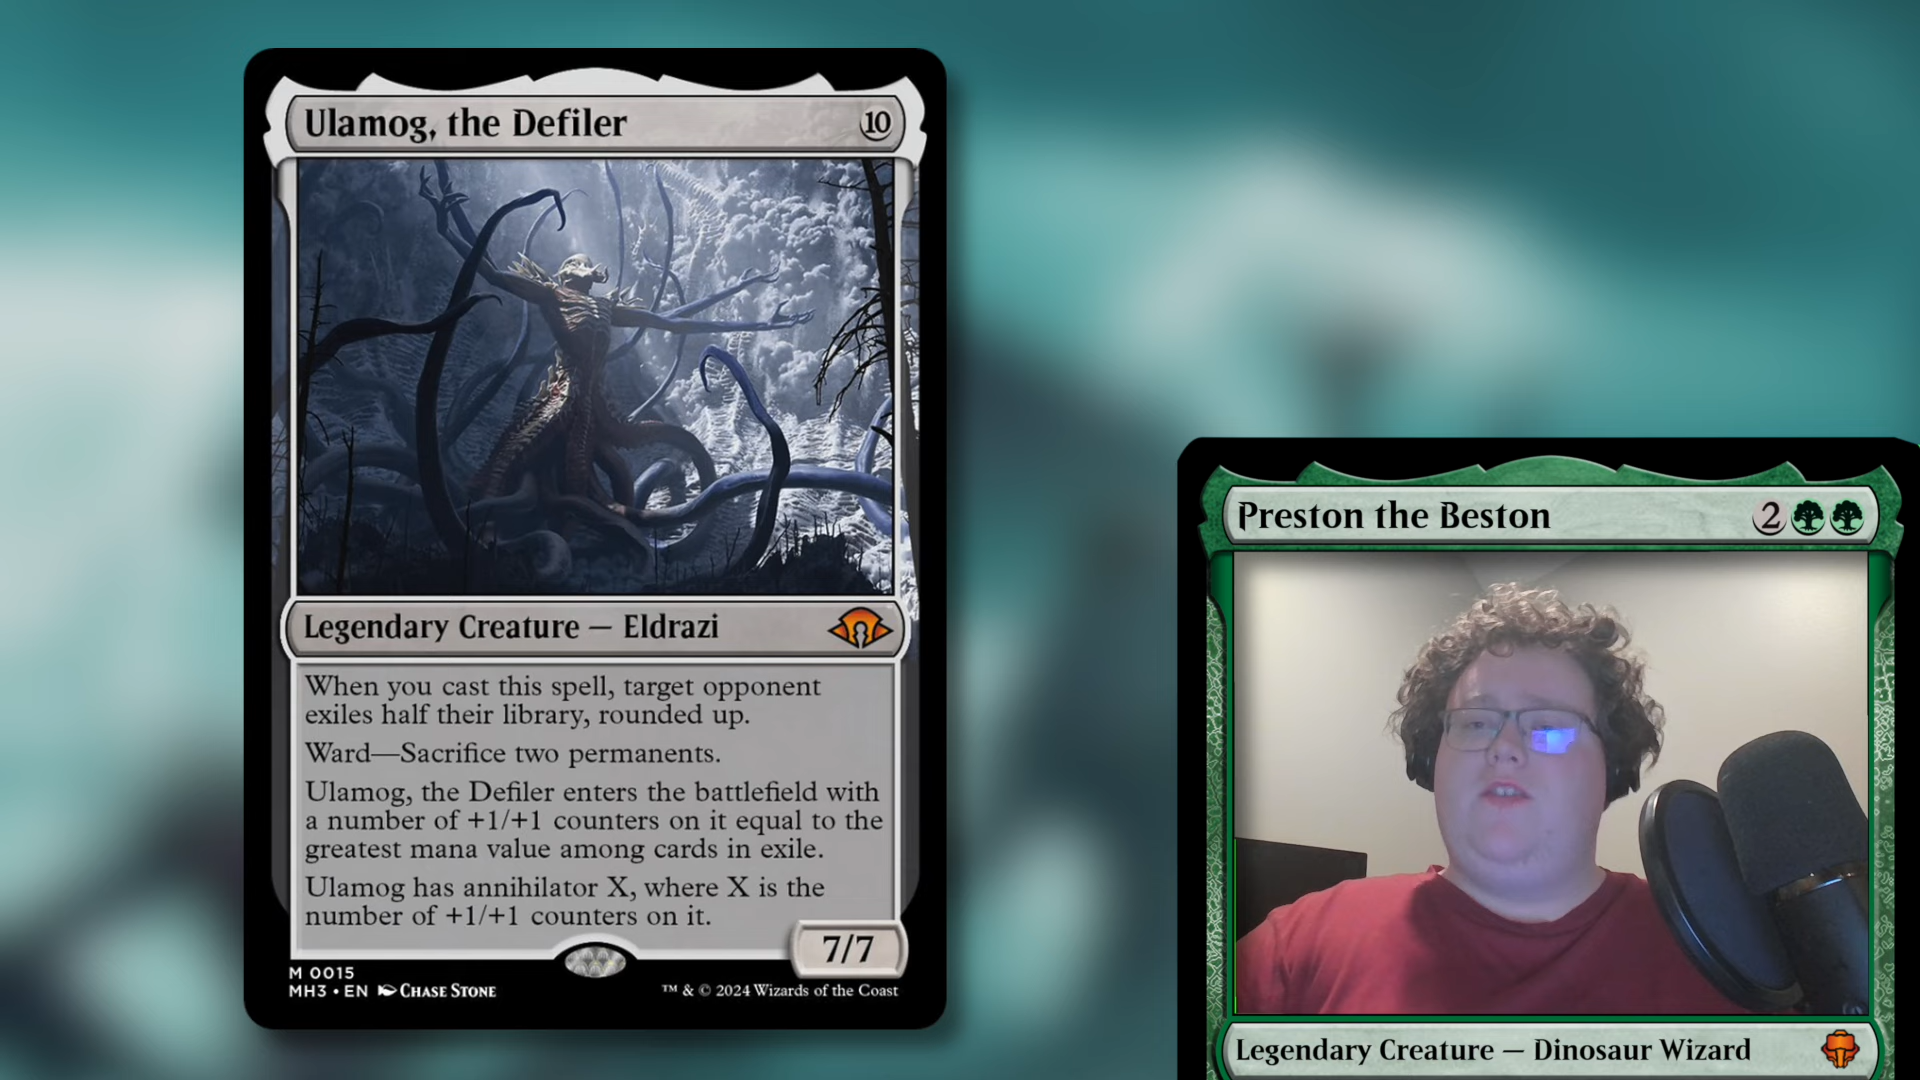 Ulamog, the Defiler 10
Legendary Creature — Eldrazi
When you cast this spell, target opponent
exiles half their library, rounded up.
Ward—Sacrifice two permanents.
Ulamog, the Defiler enters the battlefield with
a number of +1/+1 counters on it equal to the
greatest mana value among cards in exile.
Ulamog has annihilator X, where X is the
number of +1/+1 counters on it.
7/7
M 0015
MH3 • EN CHASE STONE
™ & © 2024 Wizards of the Coast
Preston the Beston 2
Legendary Creature — Dinosaur Wizard